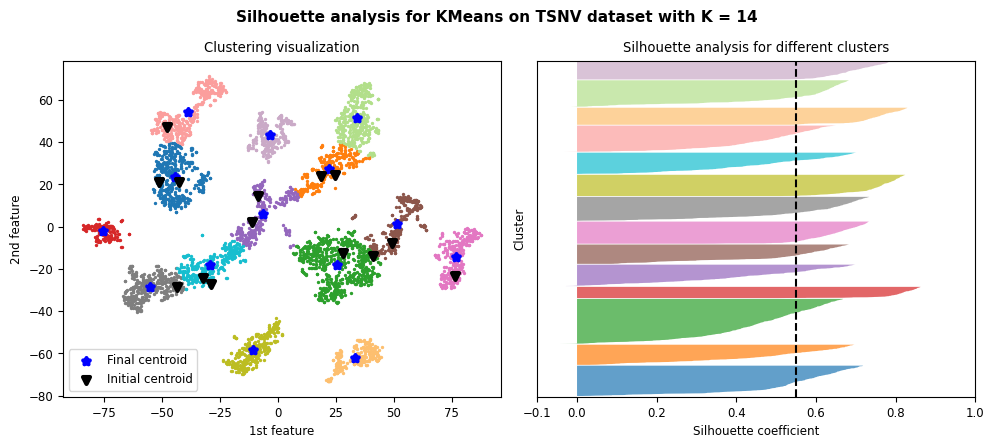 Silhouette analysis for KMeans on TSNV dataset with K = 14
Clustering visualization
2nd feature
60
40
20
0
−20
−40
−60
−80
Final centroid
Initial centroid
−75
−50
−25
0
25
50
75
1st feature
Silhouette analysis for different clusters
Cluster
−0.1
0.0
0.2
0.4
0.6
0.8
1.0
Silhouette coefficient